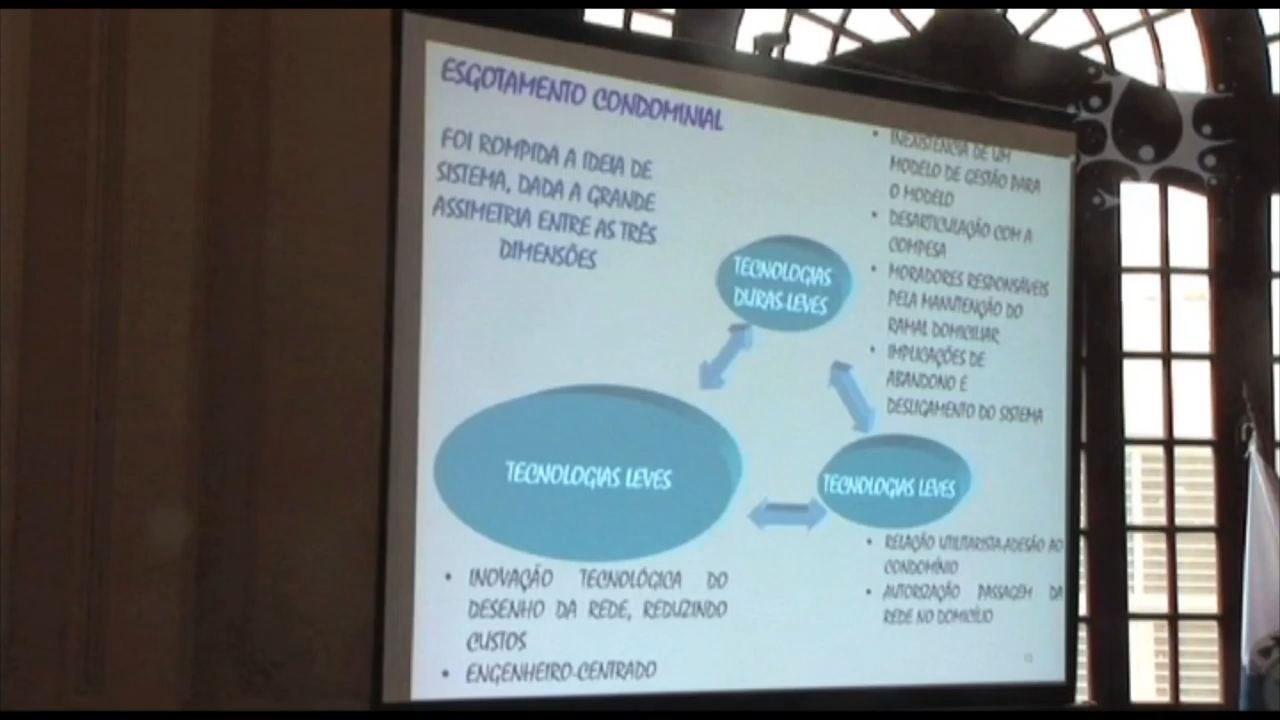 ESGOTAMENTO CONDOMINIAL
FOI ROMPIDA A IDEIA DE
SISTEMA, DADA A GRANDE
ASSIMETRIA ENTRE AS TRÊS
DIMENSÕES
• INEXISTÊNCIA DE UM
MODELO DE GESTÃO PARA
O MODELO
• DESARTICULAÇÃO COM A
COMPESA
• MORADORES RESPONSÁVEIS
PELA MANUTENÇÃO DO
RAMAL DOMICILIAR
• IMPLICAÇÕES DE
ABANDONO E
DESLIGAMENTO DO SISTEMA
TECNOLOGIAS
DURAS-LEVES
TECNOLOGIAS LEVES
TECNOLOGIAS LEVES
• INOVAÇÃO TECNOLÓGICA DO
DESENHO DA REDE, REDUZINDO
CUSTOS
• ENGENHEIRO-CENTRADO
• RELAÇÃO UTILITARISTA-ADESÃO AO
CONDOMÍNIO
• AUTORIZAÇÃO PASSAGEM DA
REDE NO DOMICÍLIO